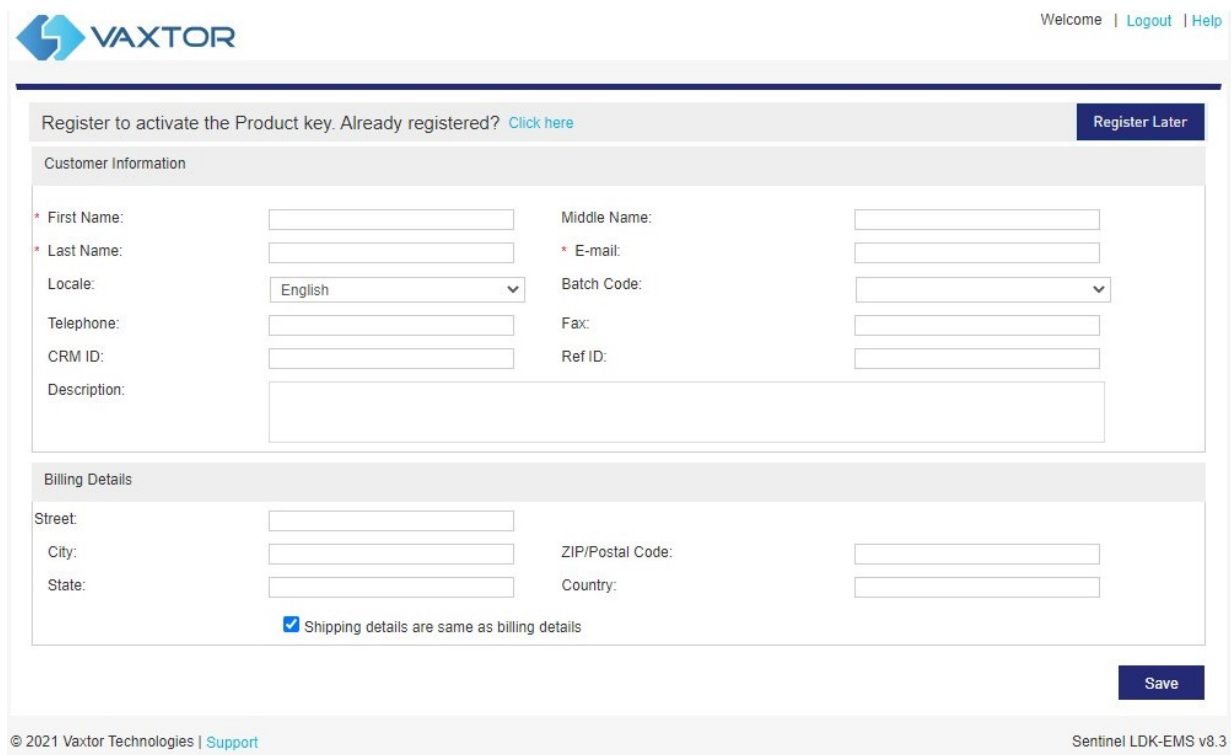 VAXTOR
Welcome | Logout | Help
Register to activate the Product key. Already registered? Click here
Register Later
Customer Information
* First Name:
Middle Name:
* Last Name:
* E-mail:
Locale:
English
Batch Code:
Telephone:
Fax:
CRM ID:
Ref ID:
Description:
Billing Details
Street:
City:
ZIP/Postal Code:
State:
Country:
Shipping details are same as billing details
Save
© 2021 Vaxtor Technologies | Support
Sentinel LDK-EMS v8.3